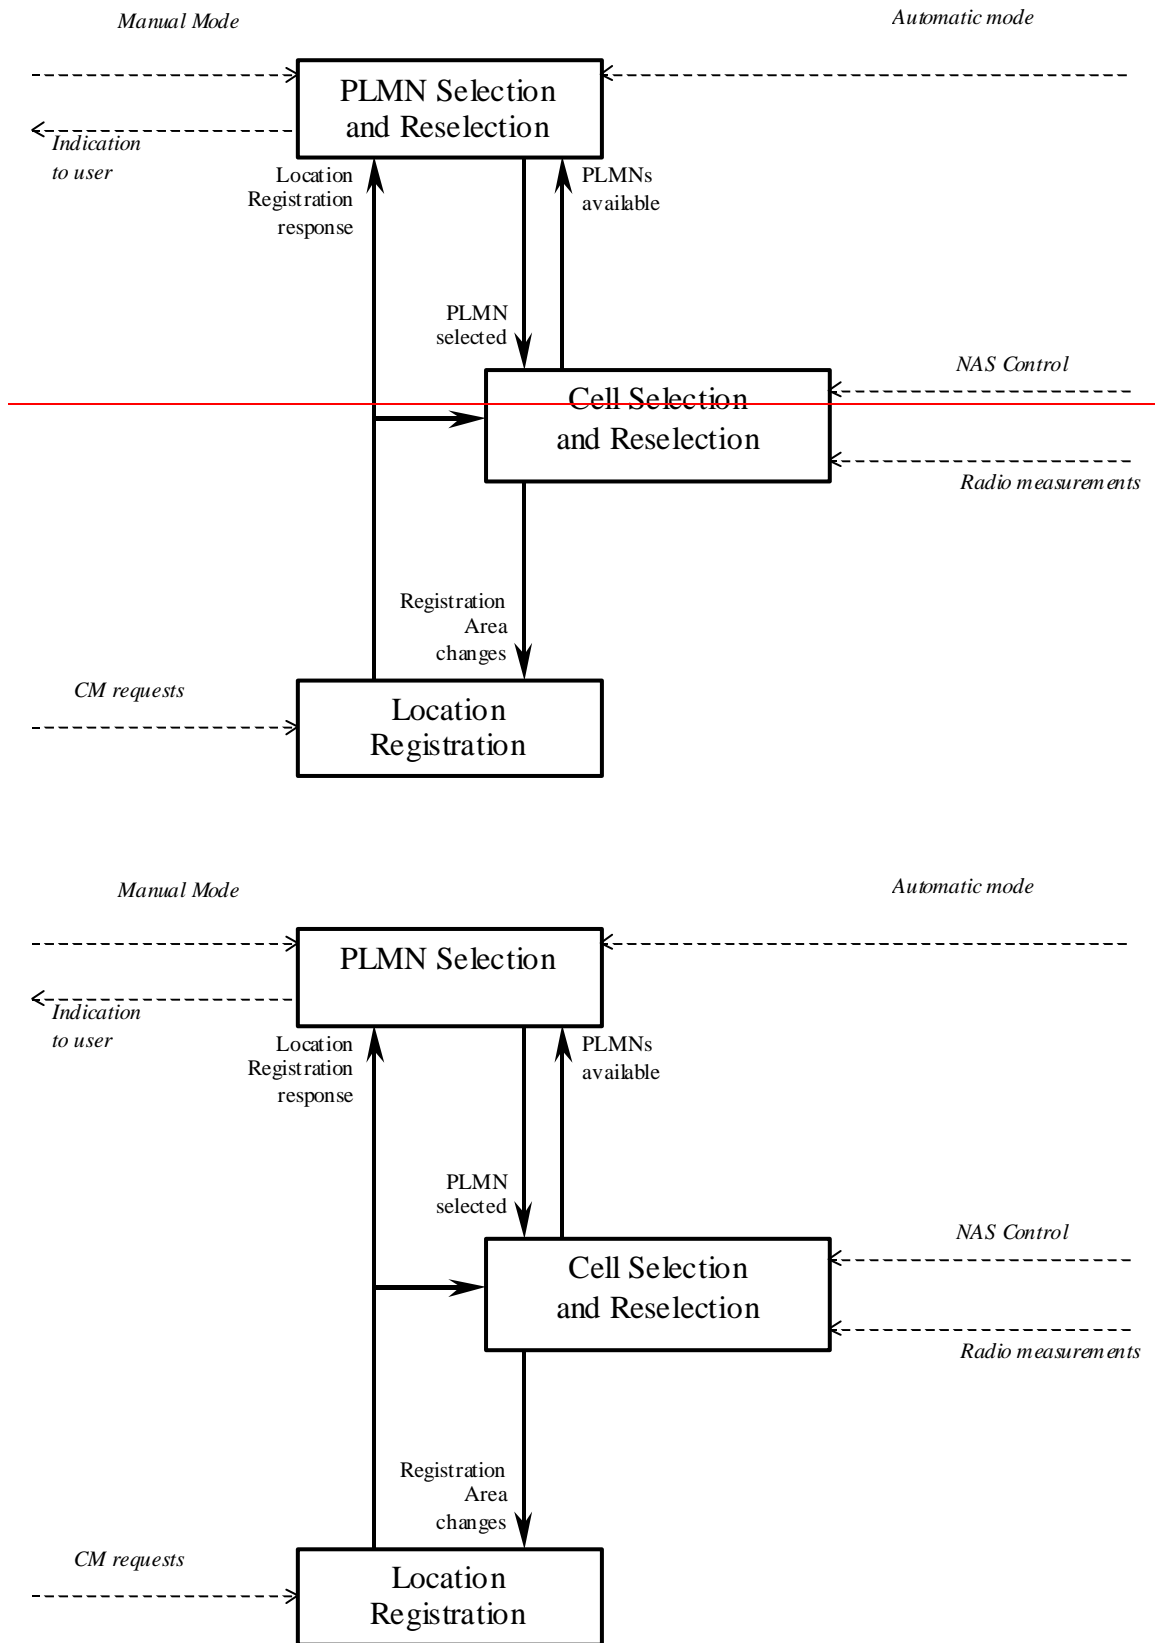 Manual Mode
Automatic mode
PLMN Selection
and Reselection
Indication
to user
Location
Registration
response
PLMNs
available
PLMN
selected
NAS Control
Cell Selection
and Reselection
Radio measurements
Registration
Area
changes
CM requests
Location
Registration
Manual Mode
Automatic mode
PLMN Selection
Indication
to user
Location
Registration
response
PLMNs
available
PLMN
selected
NAS Control
Cell Selection
and Reselection
Radio measurements
Registration
Area
changes
CM requests
Location
Registration